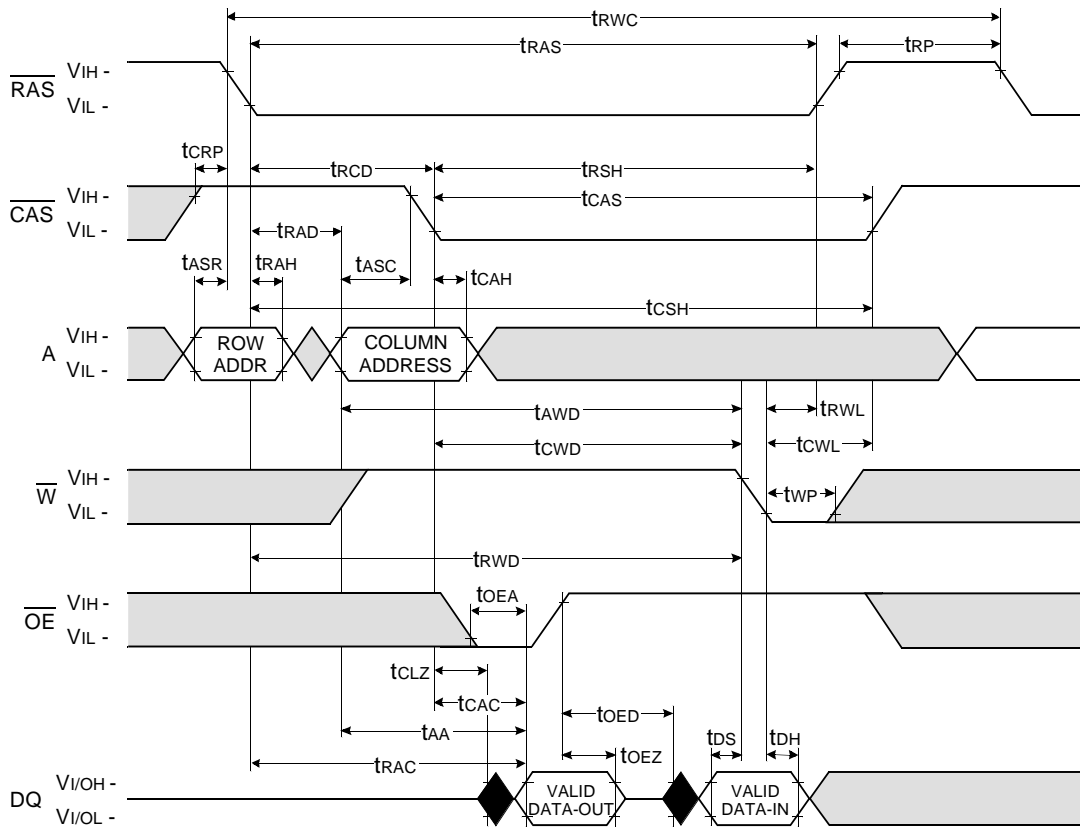 tRWC
tRAS
tRP
RAS
VIH -
VIL -
tCRP
tRCD
tRSH
CAS
VIH -
VIL -
tCAS
tRAD
tASR
tRAH
tASC
tCAH
tCSH
A
VIH -
VIL -
ROW
ADDR
COLUMN
ADDRESS
tAWD
tRWL
tCWD
tCWL
W
VIH -
VIL -
tWP
tRWD
OE
VIH -
VIL -
tOEA
tCLZ
tCAC
tOED
tAA
tDS
tDH
tOEZ
tRAC
DQ
VI/OH -
VI/OL -
VALID
DATA-OUT
VALID
DATA-IN